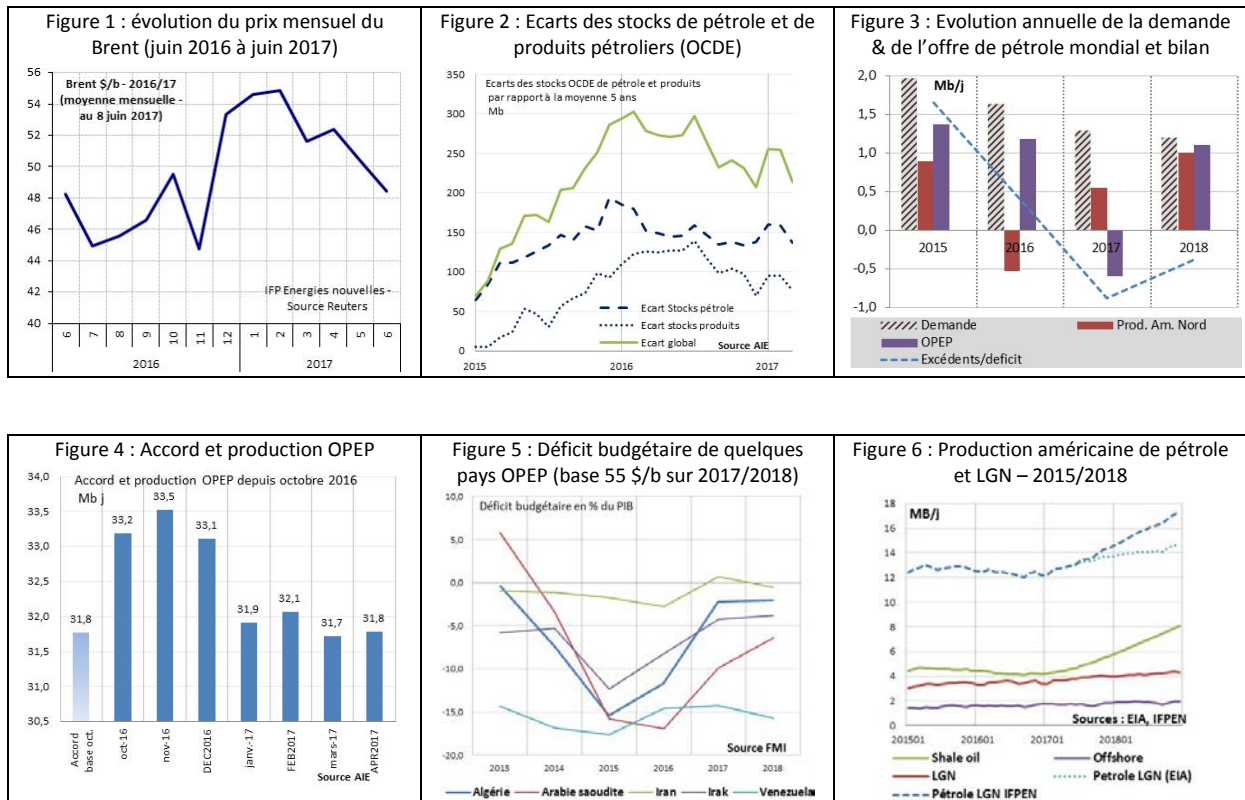 Figure 1 : évolution du prix mensuel du
Brent (juin 2016 à juin 2017)
56
54
52
50
48
46
44
42
40
Brent $/b - 2016/17
(moyenne mensuelle -
au 8 juin 2017)
IFP Energies nouvelles -
Source Reuters
6 7 8 9 10 11 12 1 2 3 4 5 6
2016 2017
Figure 2 : Ecarts des stocks de pétrole et de
produits pétroliers (OCDE)
350
300
250
200
150
100
50
0
Ecarts des stocks OCDE de pétrole et produits
par rapport à la moyenne 5 ans
Mb
Ecart Stocks pétrole
Ecart stocks produits
Ecart global
Source AIE
2015 2016 2017
Figure 3 : Evolution annuelle de la demande
& de l’offre de pétrole mondial et bilan
2,0
1,5
1,0
0,5
0,0
-0,5
-1,0
Mb/j
2015 2016 2017 2018
Demande Prod. Am. Nord
OPEP
Excédents/deficit
Figure 4 : Accord et production OPEP
Accord et production OPEP depuis octobre 2016
Mb j
34,0
33,5
33,0
32,5
32,0
31,5
31,0
30,5
31,8 33,2 33,5 33,1 31,9 32,1 31,7 31,8
Accord
base oct.
oct-16
nov-16
DEC2016
janv.-17
FEB2017
mars-17
APR2017
Source AIE
Figure 5 : Déficit budgétaire de quelques
pays OPEP (base 55 $/b sur 2017/2018)
10,0
5,0
0,0
-5,0
-10,0
-15,0
-20,0
Déficit budgétaire en % du PIB
Source FMI
2013 2014 2015 2016 2017 2018
Algérie Arabie saoudite Iran Irak Venezuela
Figure 6 : Production américaine de pétrole
et LGN – 2015/2018
18
16
14
12
10
8
6
4
2
0
MB/j
Sources : EIA, IFPEN
201501 201601 201701 201801
Shale oil Offshore
LGN Petrole LGN (EIA)
Pétrole LGN IFPEN